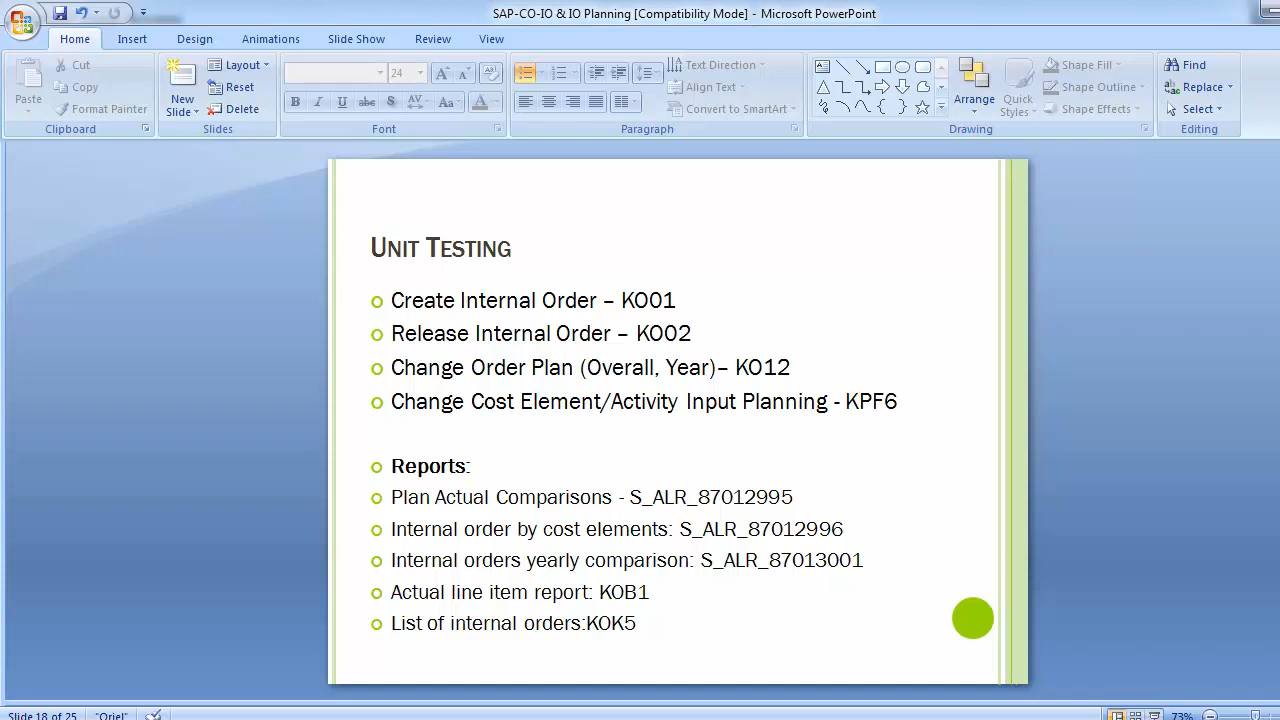 SAP-CO-IO & IO Planning [Compatibility Mode] - Microsoft PowerPoint
Home Insert Design Animations Slide Show Review View
Paste
Cut
Copy
Format Painter
Clipboard
New Slide
Layout
Reset
Delete
Slides
24
B I U abc S AV Aa A
Font
Text Direction
Align Text
Convert to SmartArt
Paragraph
Arrange
Quick Styles
Shape Fill
Shape Outline
Shape Effects
Drawing
Find
Replace
Select
Editing
UNIT TESTING
Create Internal Order – KO01
Release Internal Order – KO02
Change Order Plan (Overall, Year)– KO12
Change Cost Element/Activity Input Planning - KPF6
Reports:
Plan Actual Comparisons - S_ALR_87012995
Internal order by cost elements: S_ALR_87012996
Internal orders yearly comparison: S_ALR_87013001
Actual line item report: KOB1
List of internal orders:KOK5
Slide 18 of 25 "Oriel" 73%